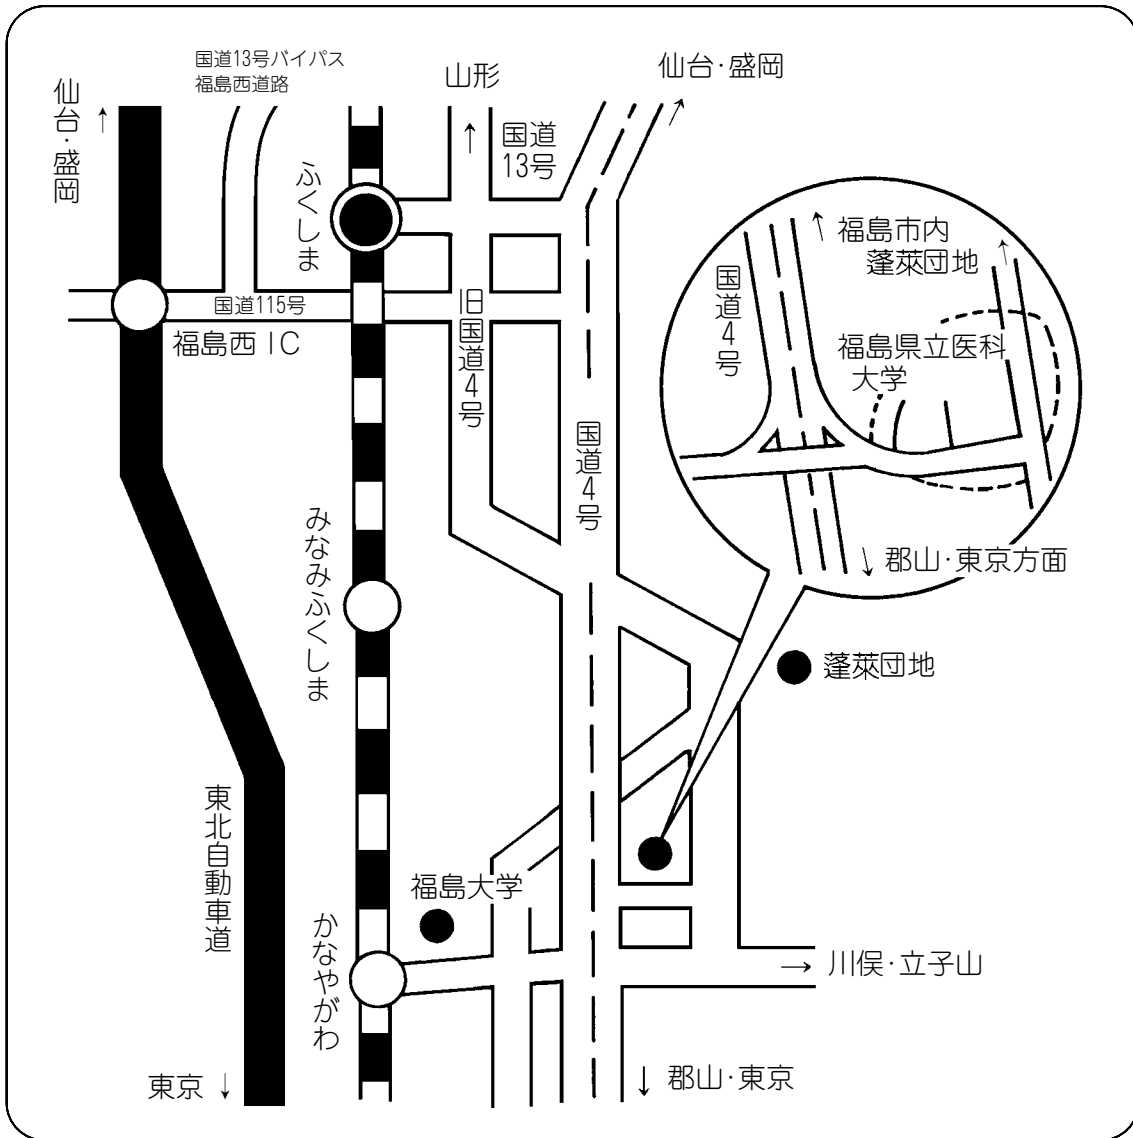 国道13号バイパス
福島西道路
山形
仙台・盛岡
仙台・盛岡
国道
13号
ふくしま
福島市内
蓬萊団地
国道4号
国道115号
旧国道4号
福島西IC
福島県立医科
大学
国道4号
みなみふくしま
郡山・東京方面
蓬萊団地
東北自動車道
福島大学
かなやがわ
川俣・立子山
東京
郡山・東京